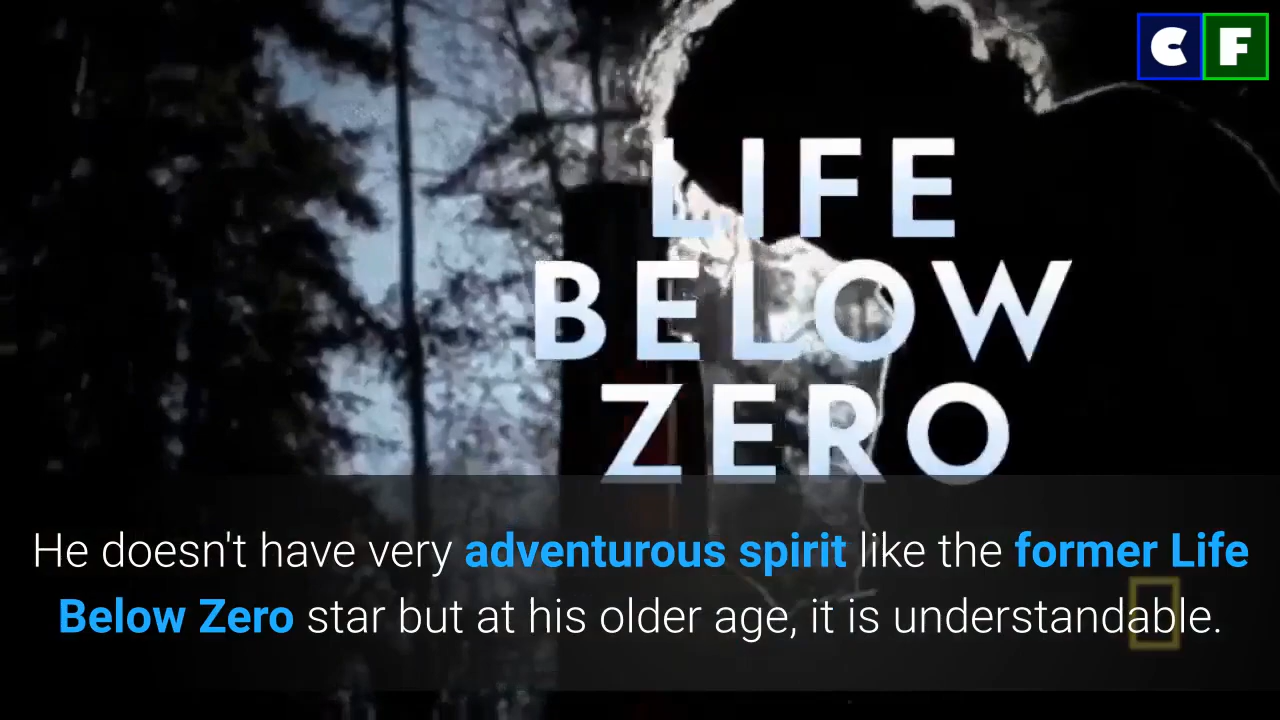 C F
LIFE
BELOW
ZERO
He doesn't have very adventurous spirit like the former Life
Below Zero star but at his older age, it is understandable.